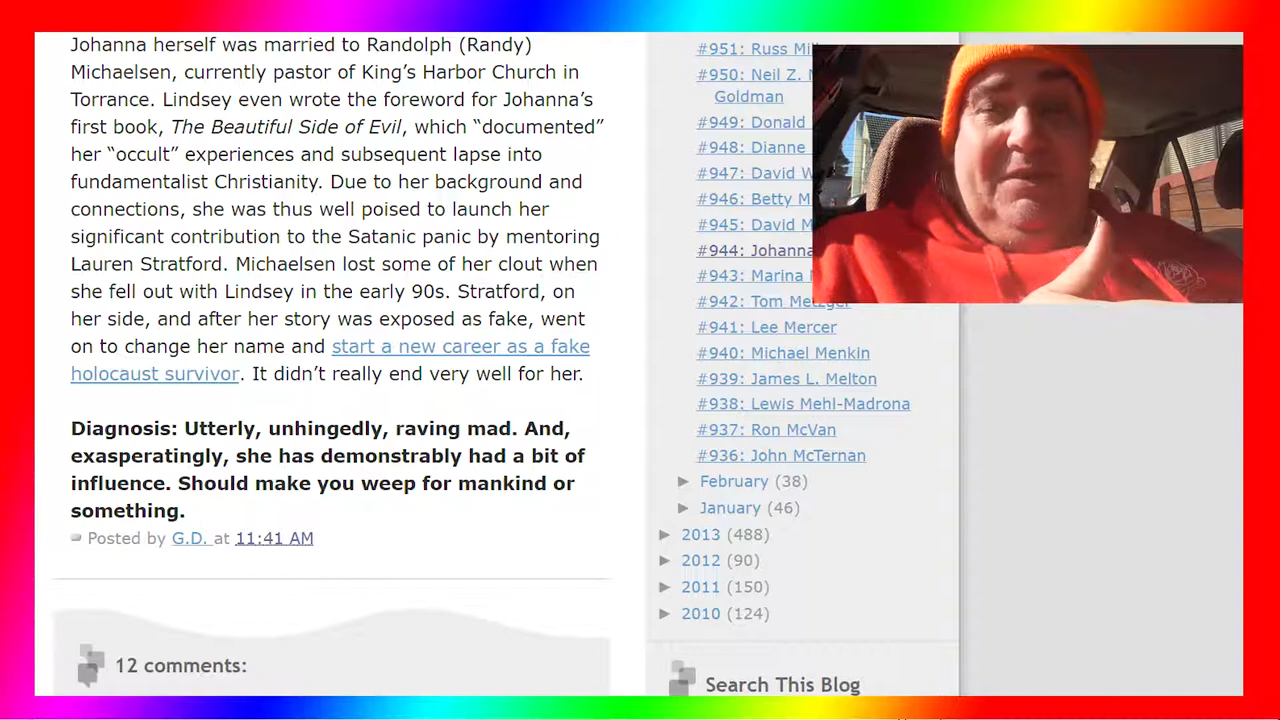 Johanna herself was married to Randolph (Randy)
Michaelsen, currently pastor of King’s Harbor Church in
Torrance. Lindsey even wrote the foreword for Johanna’s
first book, The Beautiful Side of Evil, which “documented”
her “occult” experiences and subsequent lapse into
fundamentalist Christianity. Due to her background and
connections, she was thus well poised to launch her
significant contribution to the Satanic panic by mentoring
Lauren Stratford. Michaelsen lost some of her clout when
she fell out with Lindsey in the early 90s. Stratford, on
her side, and after her story was exposed as fake, went
on to change her name and start a new career as a fake
holocaust survivor. It didn’t really end very well for her.
Diagnosis: Utterly, unhingedly, raving mad. And,
exasperatingly, she has demonstrably had a bit of
influence. Should make you weep for mankind or
something.
Posted by G.D. at 11:41 AM
12 comments:
#951: Russ
#950: Neil Z.
Goldman
#949: Donald
#948: Dianne
#947: David
#946: Betty
#945: David
#944: Johanna
#943: Marina
#942: Tom Metzger
#941: Lee Mercer
#940: Michael Menkin
#939: James L. Melton
#938: Lewis Mehl-Madrona
#937: Ron McVan
#936: John McTernan
► February (38)
► January (46)
► 2013 (488)
► 2012 (90)
► 2011 (150)
► 2010 (124)
Search This Blog